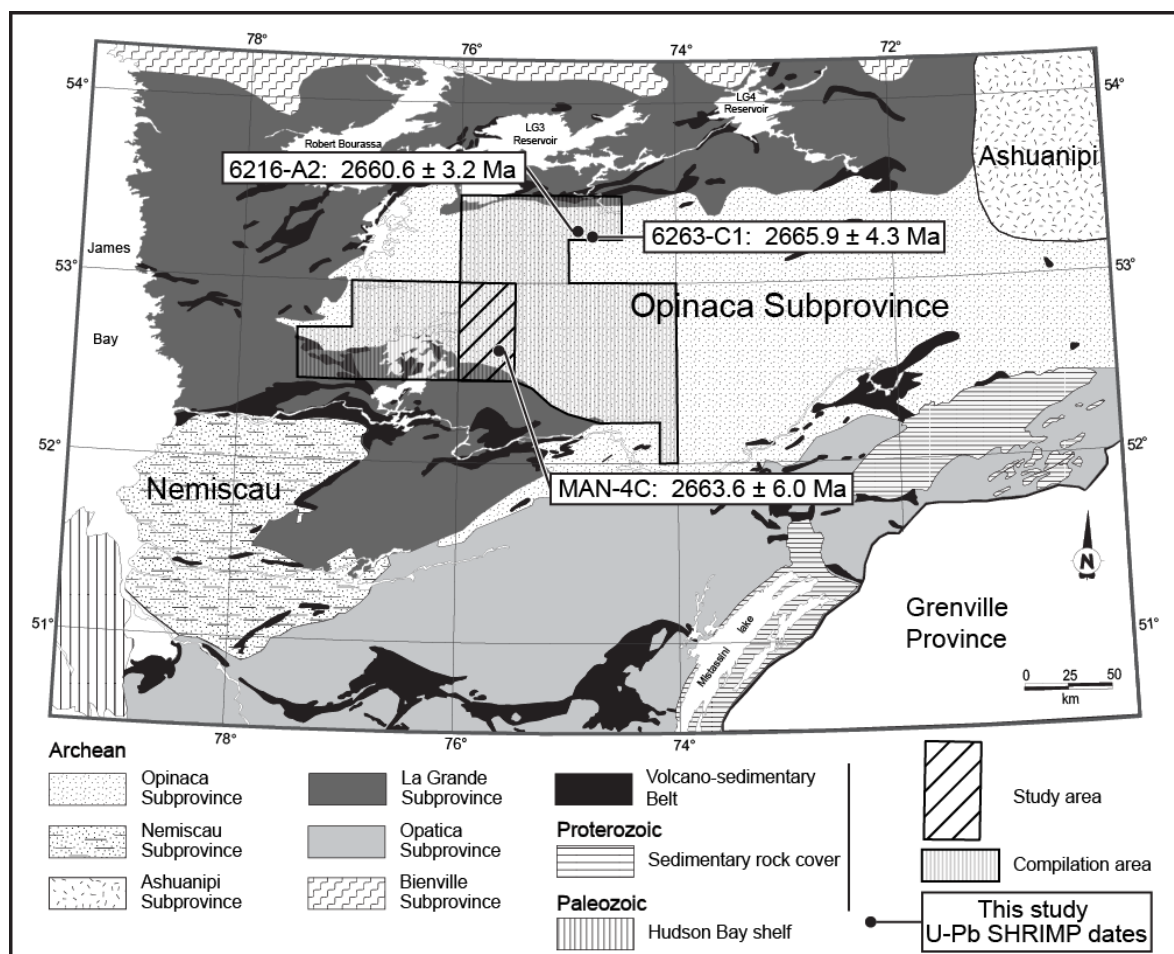 78°
76°
74°
72°
54°
54°
LG4
Reservoir
LG3
Reservoir
Robert Bourassa
Ashuanipi
6216-A2: 2660.6 ± 3.2 Ma
6263-C1: 2665.9 ± 4.3 Ma
James
53°
53°
Opinaca Subprovince
Bay
52°
52°
Nemiscau
MAN-4C: 2663.6 ± 6.0 Ma
N
Grenville
Province
51°
51°
Mistassini lake
0 25 50
km
78°
76°
74°
72°
Archean
Opinaca
Subprovince
La Grande
Subprovince
Volcano-sedimentary
Belt
Study area
Nemiscau
Subprovince
Opatica
Subprovince
Proterozoic
Sedimentary rock cover
Compilation area
Ashuanipi
Subprovince
Bienville
Subprovince
Paleozoic
Hudson Bay shelf
This study
U-Pb SHRIMP dates